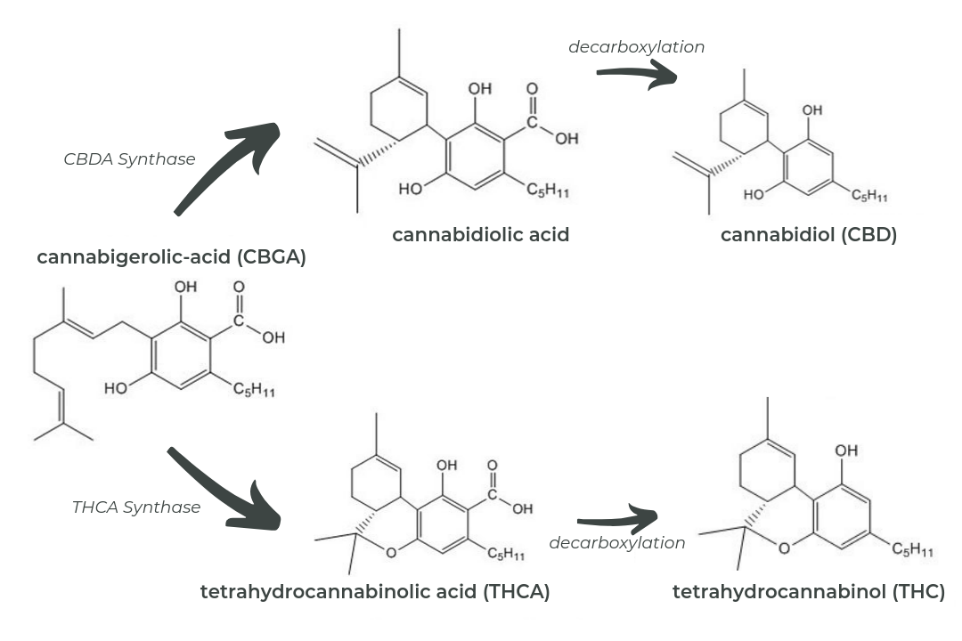 decarboxylation
OH
O
C
OH
HO
C₅H₁₁
CBDA Synthase
cannabidiolic acid
OH
HO
C₅H₁₁
cannabidiol (CBD)
cannabigerolic-acid (CBGA)
OH
O
C
OH
HO
C₅H₁₁
THCA Synthase
OH
O
C
OH
O
C₅H₁₁
tetrahydrocannabinolic acid (THCA)
decarboxylation
OH
O
C₅H₁₁
tetrahydrocannabinol (THC)